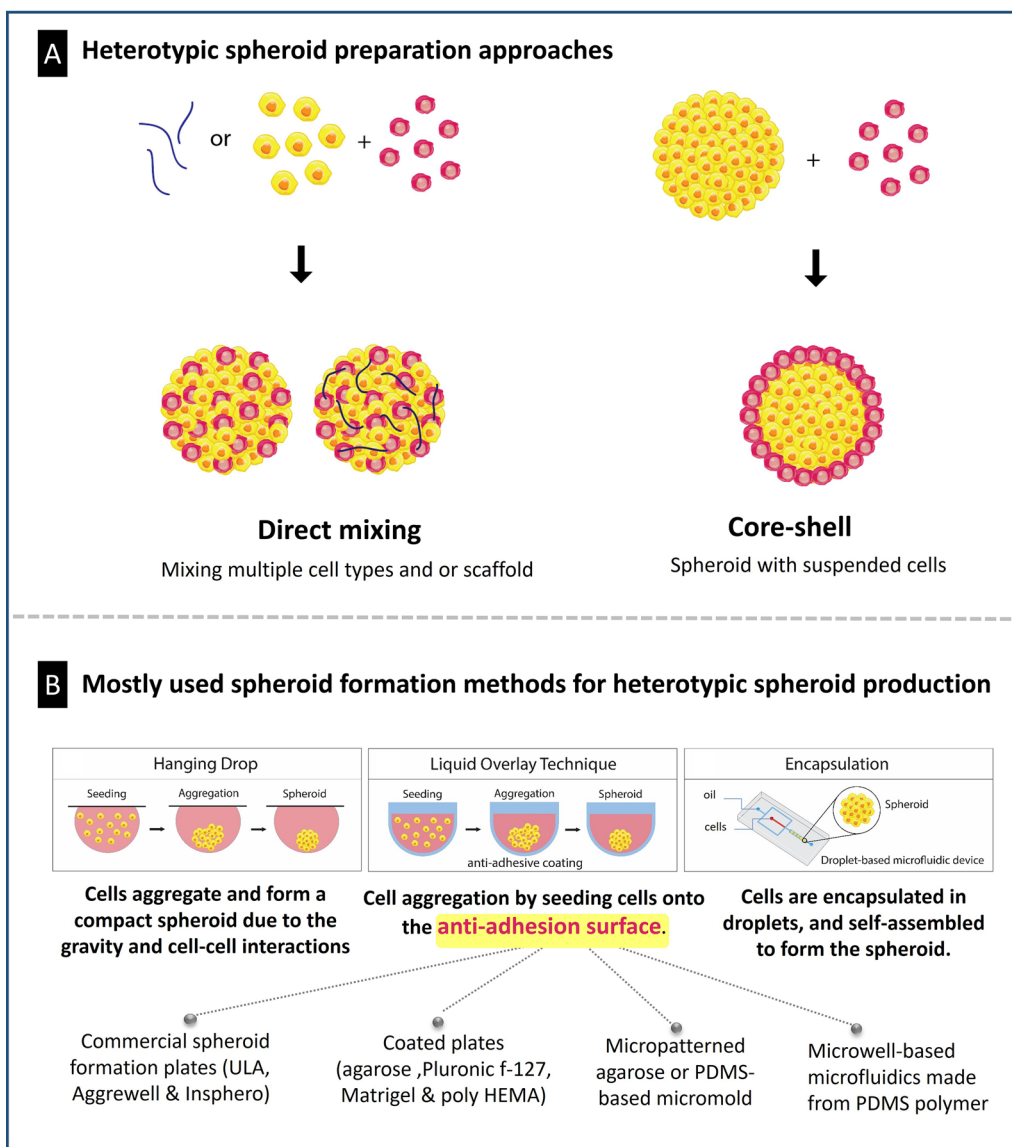 A Heterotypic spheroid preparation approaches
or
+
+
Direct mixing
Mixing multiple cell types and or scaffold
Core-shell
Spheroid with suspended cells
B Mostly used spheroid formation methods for heterotypic spheroid production
Hanging Drop
Seeding Aggregation Spheroid
Cells aggregate and form a
compact spheroid due to the
gravity and cell-cell interactions
Liquid Overlay Technique
Seeding Aggregation Spheroid
anti-adhesive coating
Cell aggregation by seeding cells onto
the anti-adhesion surface.
Encapsulation
oil
cells
Spheroid
Droplet-based microfluidic device
Cells are encapsulated in
droplets, and self-assembled
to form the spheroid.
Commercial spheroid
formation plates (ULA,
Aggrewell & Insphero)
Coated plates
(agarose ,Pluronic f-127,
Matrigel & poly HEMA)
Micropatterned
agarose or PDMS-
based micromold
Microwell-based
microfluidics made
from PDMS polymer